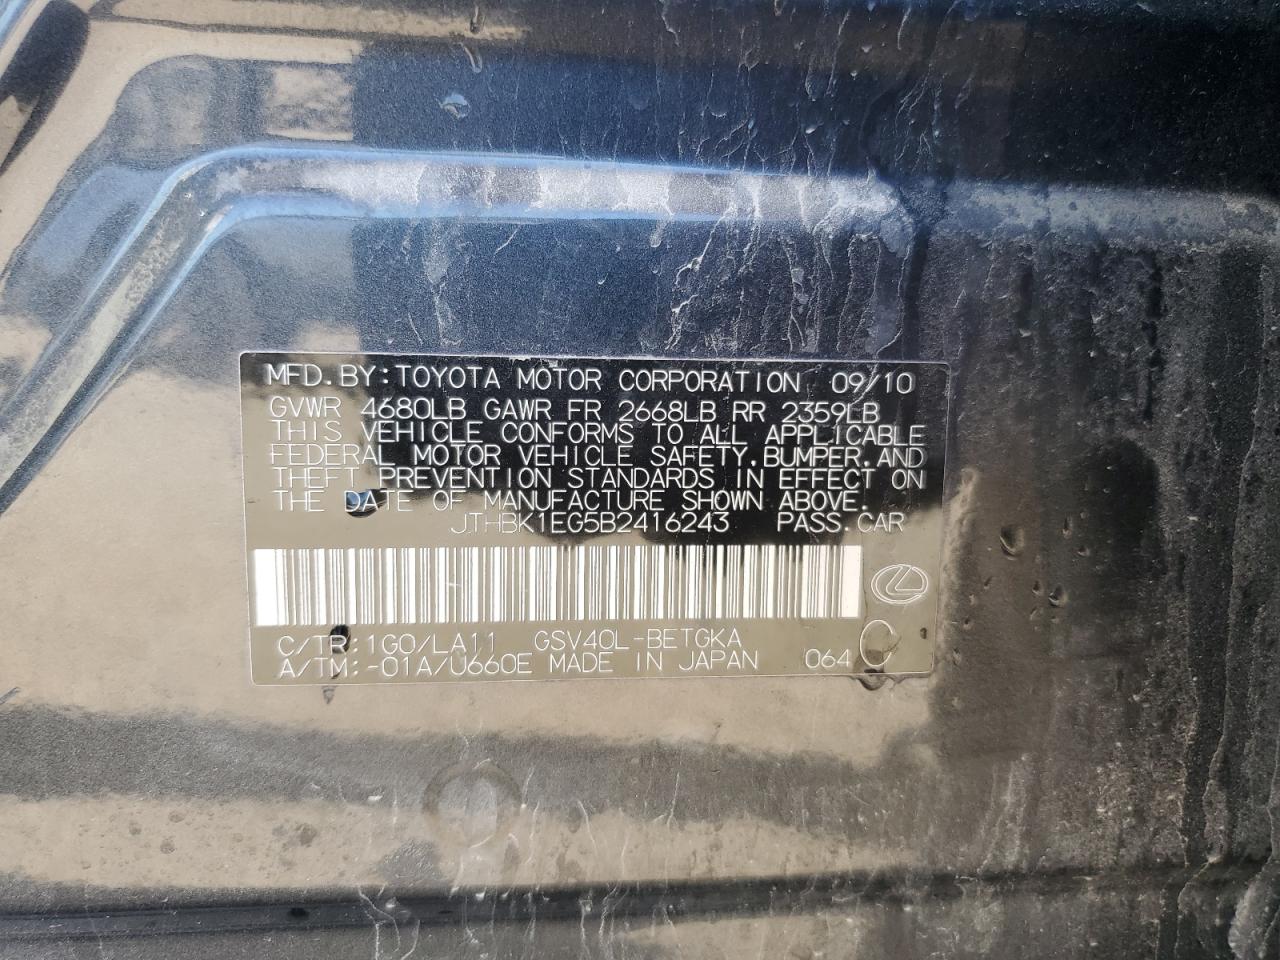 MFD.BY:TOYOTA MOTOR CORPORATION 09/10
GVWR 4680LB GAWR FR 2668LB RR 2359LB
THIS VEHICLE CONFORMS TO ALL APPLICABLE
FEDERAL MOTOR VEHICLE SAFETY,BUMPER,AND
THEFT PREVENTION STANDARDS IN EFFECT ON
THE DATE OF MANUFACTURE SHOWN ABOVE.
JTHBK1EG5B2416243 PASS.CAR
C/TR:1G0/LA11 GSV40L-BETGKA
A/TM:-01A/U660E MADE IN JAPAN 064 C